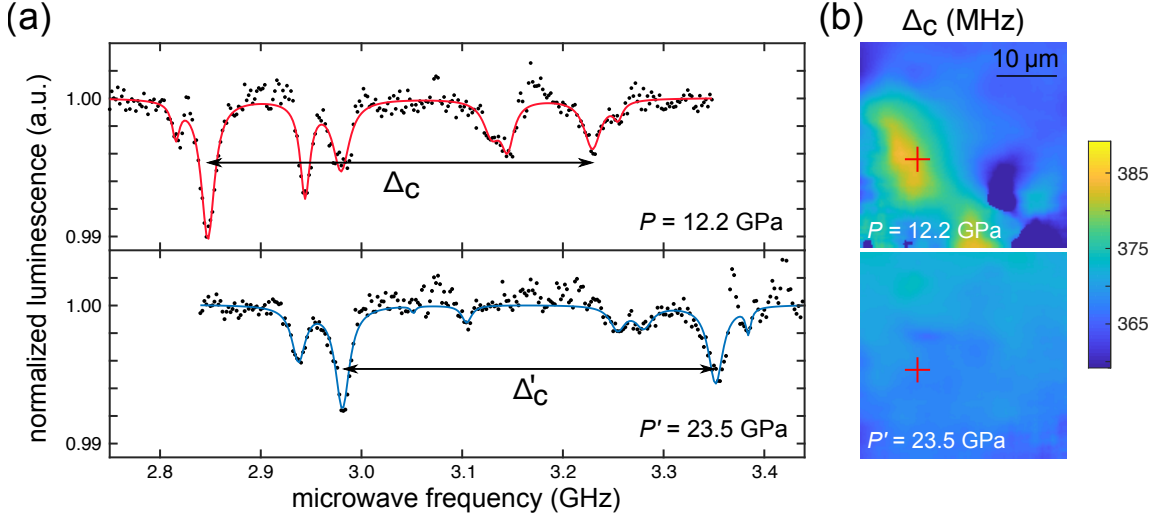 (a)
(b)
Δc (MHz)
normalized luminescence (a.u.)
1.00
0.99
Δc
P = 12.2 GPa
1.00
0.99
Δ'c
P' = 23.5 GPa
2.8 2.9 3.0 3.1 3.2 3.3 3.4
microwave frequency (GHz)
10 μm
P = 12.2 GPa
P' = 23.5 GPa
385
375
365